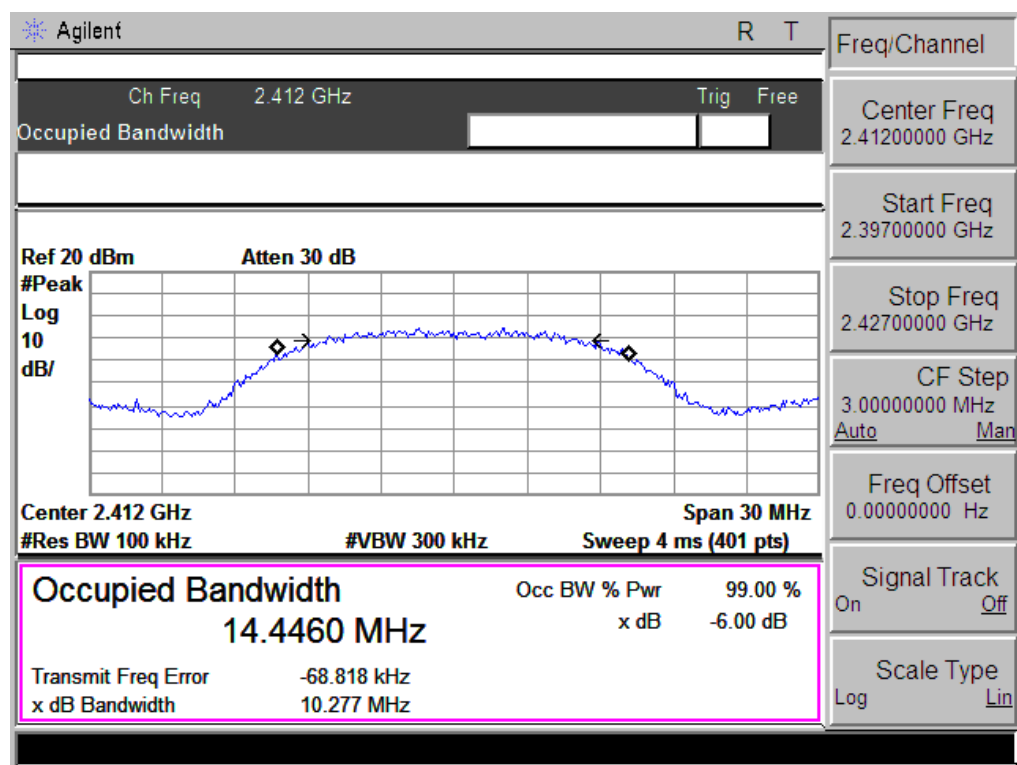 Agilent R T
Ch Freq 2.412 GHz Trig Free
Occupied Bandwidth
Ref 20 dBm Atten 30 dB
#Peak
Log
10
dB/
Center 2.412 GHz Span 30 MHz
#Res BW 100 kHz #VBW 300 kHz Sweep 4 ms (401 pts)
Occupied Bandwidth Occ BW % Pwr 99.00 %
14.4460 MHz x dB -6.00 dB
Transmit Freq Error -68.818 kHz
x dB Bandwidth 10.277 MHz
Freq/Channel
Center Freq
2.41200000 GHz
Start Freq
2.39700000 GHz
Stop Freq
2.42700000 GHz
CF Step
3.00000000 MHz
Auto Man
Freq Offset
0.00000000 Hz
Signal Track
On Off
Scale Type
Log Lin